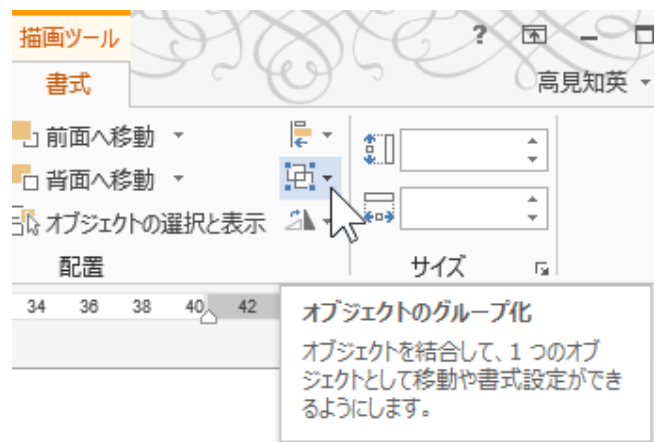 描画ツール
?
書式
高見知英
前面へ移動
背面へ移動
オブジェクトの選択と表示
配置
サイズ
34 36 38 40 42
オブジェクトのグループ化
オブジェクトを結合して、1 つのオブ
ジェクトとして移動や書式設定ができ
るようにします。